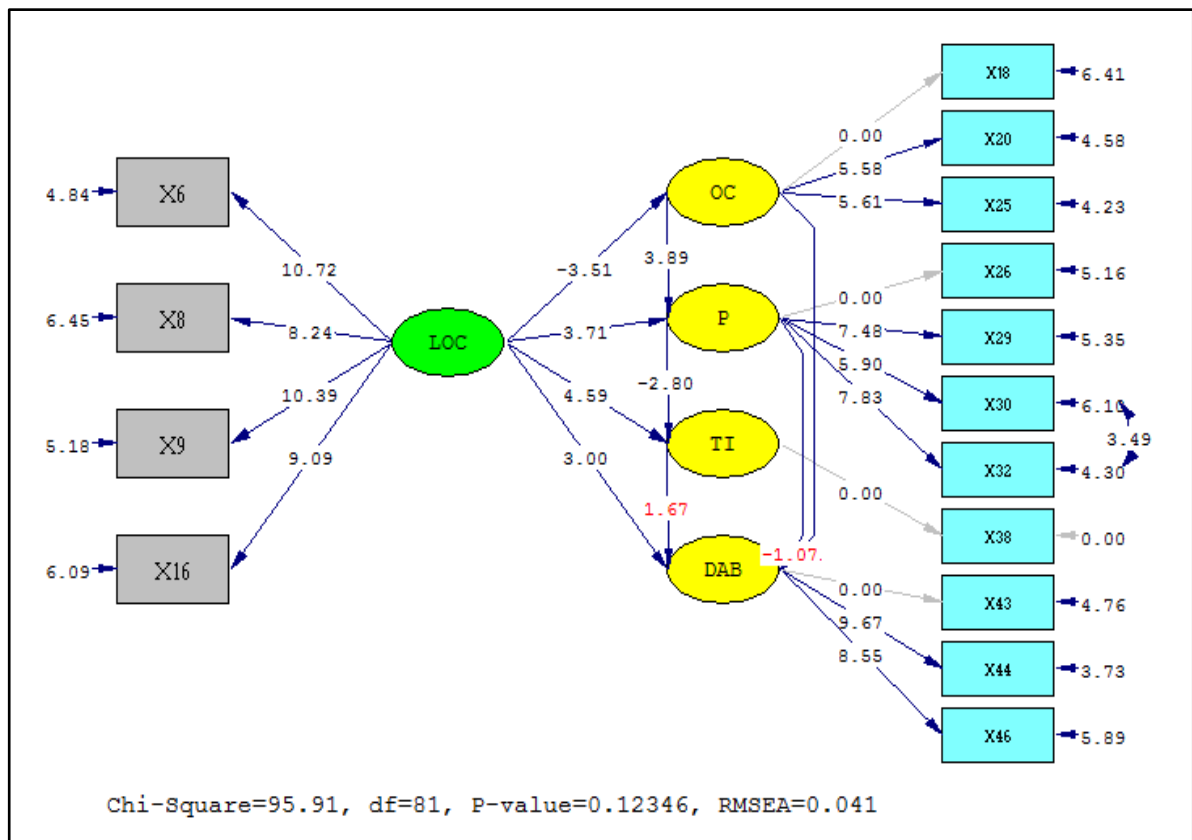 X18
6.41
0.00
X20
4.58
5.58
4.84
X6
OC
5.61
X25
4.23
10.72
-3.51
3.89
X26
5.16
0.00
6.45
X8
8.24
LOC
3.71
P
7.48
X29
5.35
5.90
-2.80
7.83
X30
6.10
10.39
4.59
3.49
5.18
X9
TI
X32
4.30
9.09
3.00
0.00
1.67
X38
0.00
-1.07
6.09
X16
DAB
0.00
X43
4.76
9.67
8.55
X44
3.73
X46
5.89
Chi-Square=95.91, df=81, P-value=0.12346, RMSEA=0.041